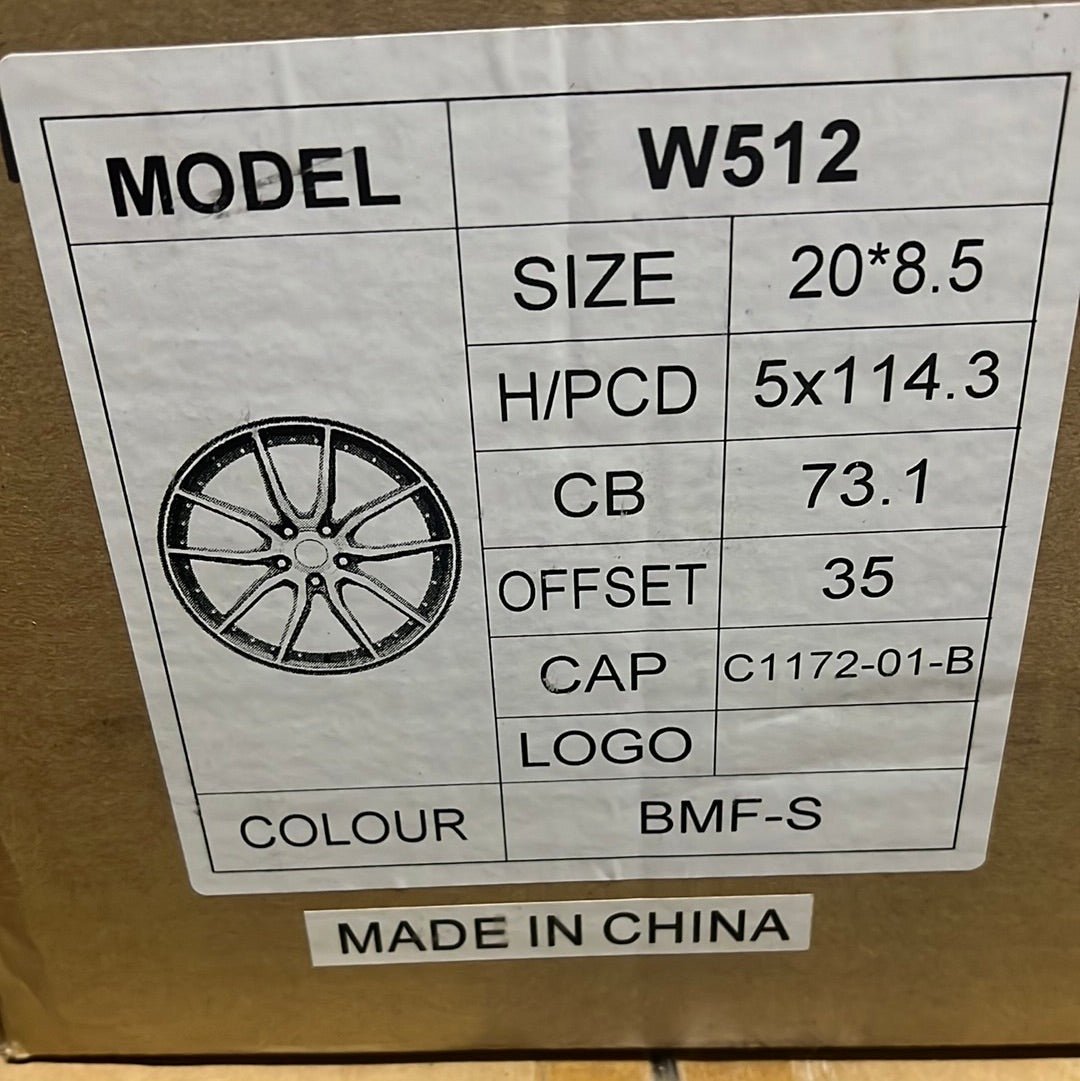 MODEL W512
SIZE 20*8.5
H/PCD 5x114.3
CB 73.1
OFFSET 35
CAP C1172-01-B
LOGO
COLOUR BMF-S
MADE IN CHINA